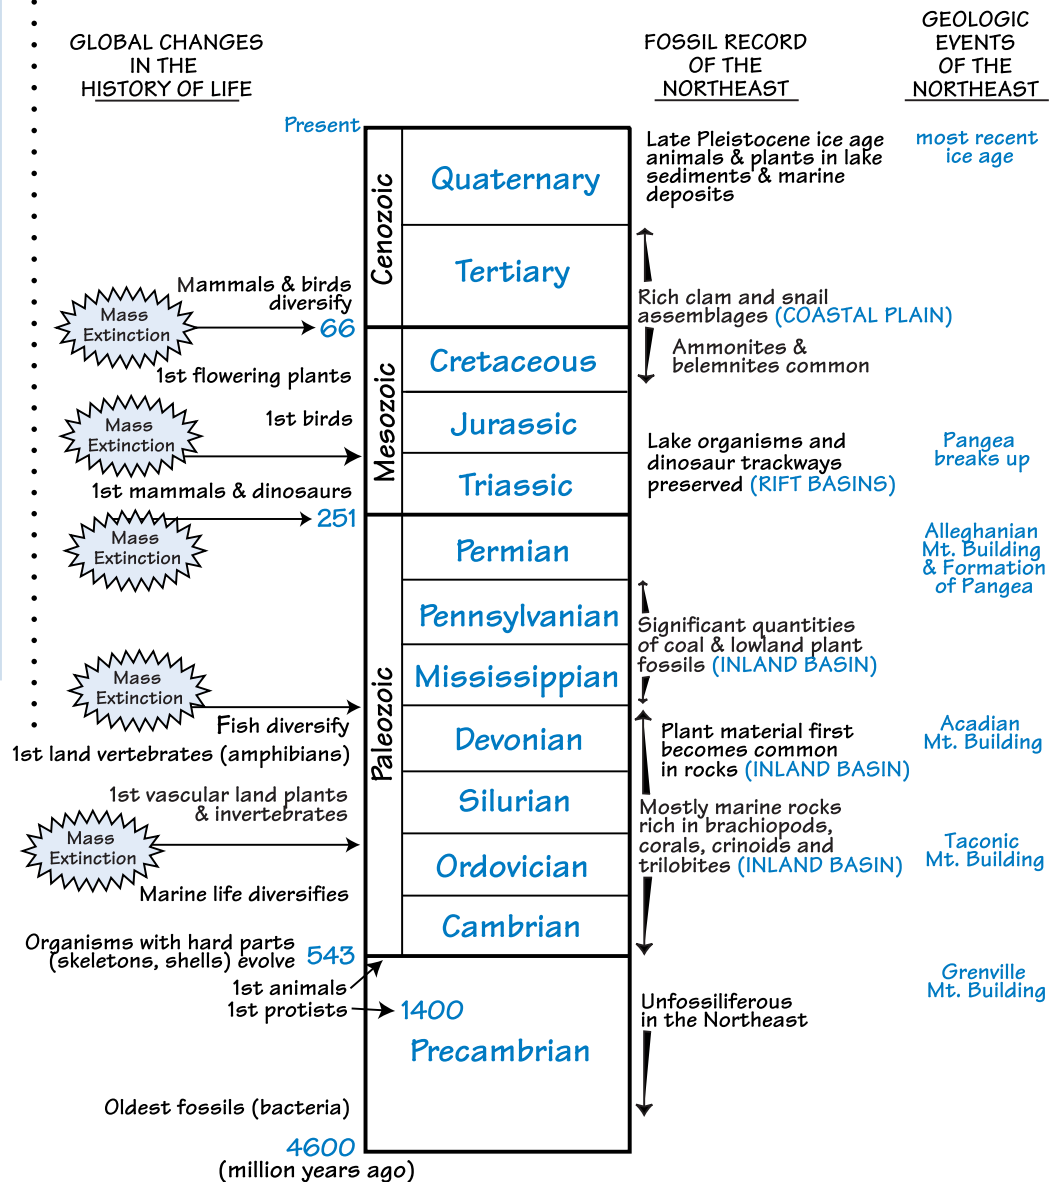 GLOBAL CHANGES
IN THE
HISTORY OF LIFE
FOSSIL RECORD
OF THE
NORTHEAST
GEOLOGIC
EVENTS
OF THE
NORTHEAST
Present
Mammals & birds
diversify
Mass
Extinction
66
1st flowering plants
1st birds
Mass
Extinction
1st mammals & dinosaurs
251
Mass
Extinction
Mass
Extinction
Fish diversify
1st land vertebrates (amphibians)
1st vascular land plants
& invertebrates
Mass
Extinction
Marine life diversifies
Organisms with hard parts
(skeletons, shells) evolve
543
1st animals
1st protists
1400
Oldest fossils (bacteria)
4600
(million years ago)
Cenozoic
Quaternary
Tertiary
Mesozoic
Cretaceous
Jurassic
Triassic
Paleozoic
Permian
Pennsylvanian
Mississippian
Devonian
Silurian
Ordovician
Cambrian
Precambrian
Late Pleistocene ice age
animals & plants in lake
sediments & marine
deposits
Rich clam and snail
assemblages (COASTAL PLAIN)
Ammonites &
belemnites common
Lake organisms and
dinosaur trackways
preserved (RIFT BASINS)
Significant quantities
of coal & lowland plant
fossils (INLAND BASIN)
Plant material first
becomes common
in rocks (INLAND BASIN)
Mostly marine rocks
rich in brachiopods,
corals, crinoids and
trilobites (INLAND BASIN)
Unfossiliferous
in the Northeast
most recent
ice age
Pangea
breaks up
Alleghanian
Mt. Building
& Formation
of Pangea
Acadian
Mt. Building
Taconic
Mt. Building
Grenville
Mt. Building